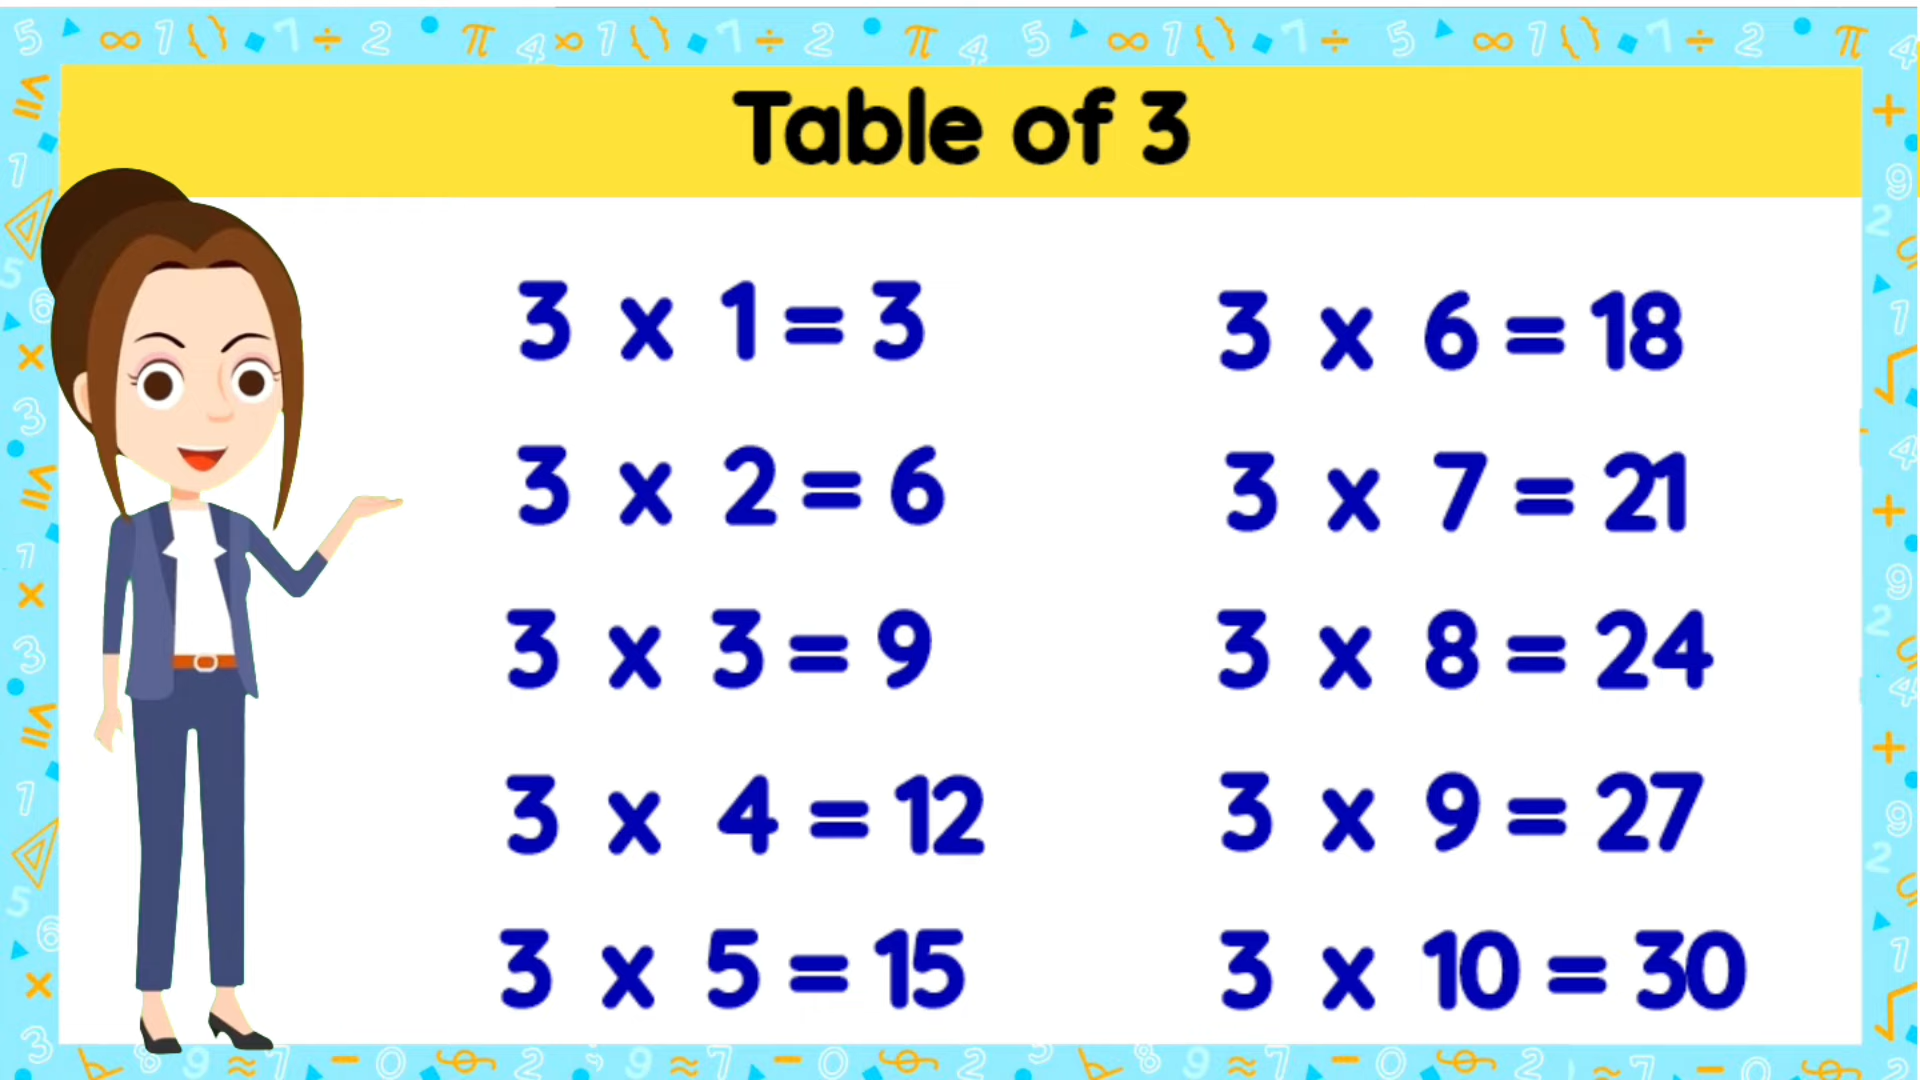 Table of 3
3 x 1 = 3
3 x 2 = 6
3 x 3 = 9
3 x 4 = 12
3 x 5 = 15
3 x 6 = 18
3 x 7 = 21
3 x 8 = 24
3 x 9 = 27
3 x 10 = 30